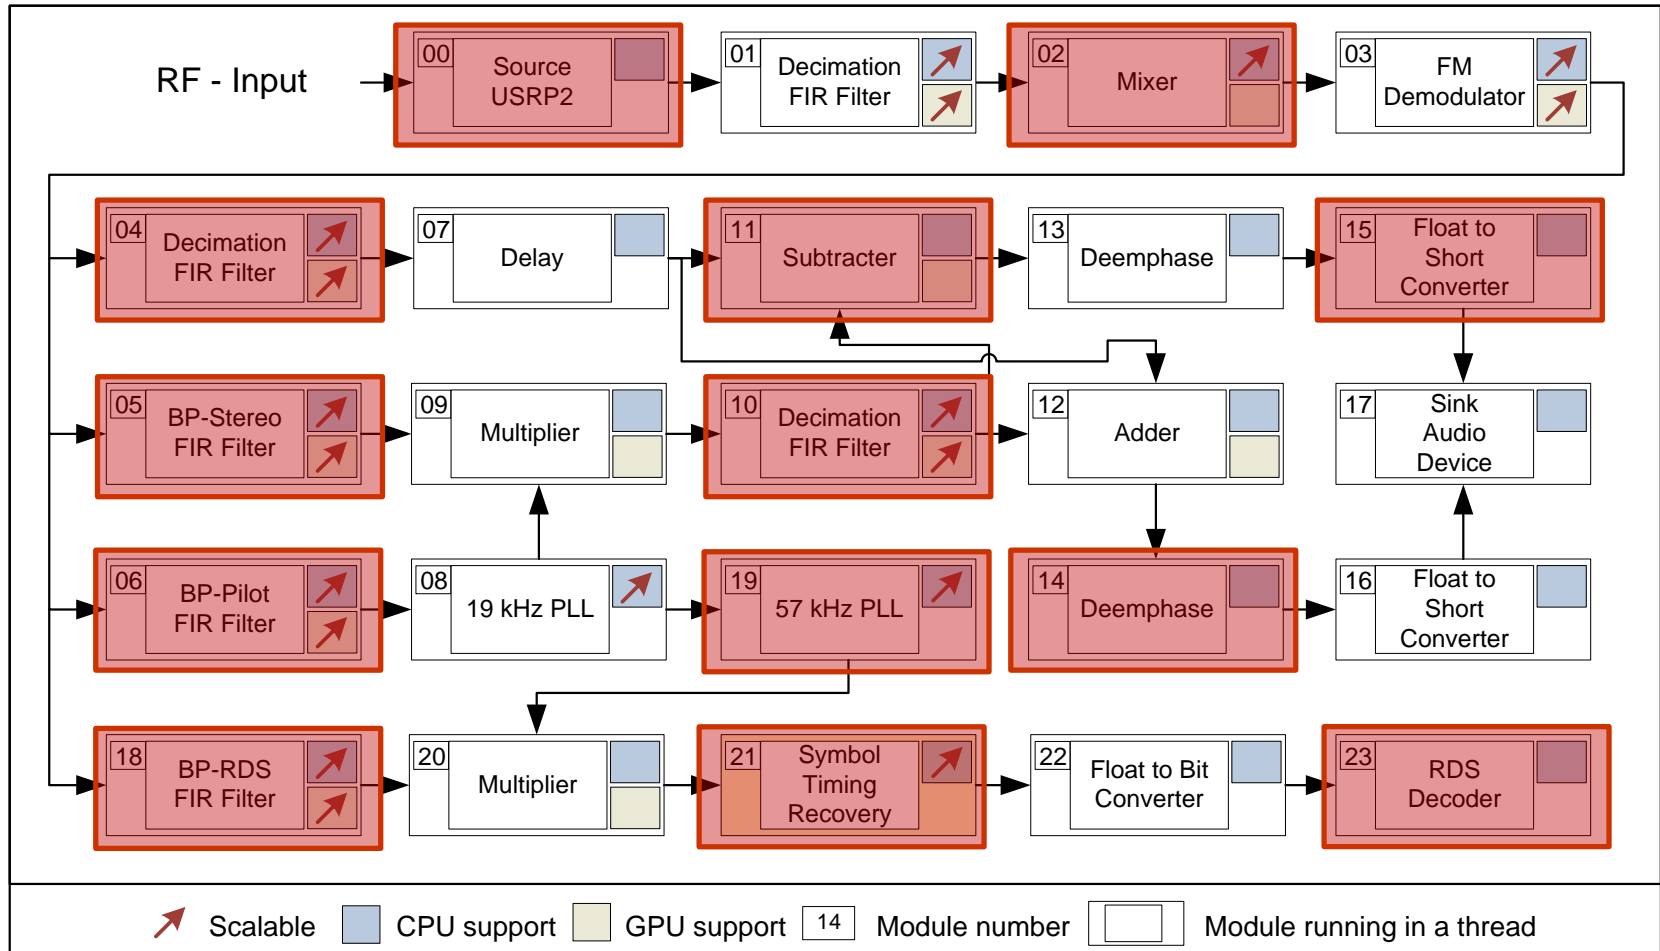 RF - Input
00
Source
USRP2
01
Decimation
FIR Filter
02
Mixer
03
FM
Demodulator
04
Decimation
FIR Filter
07
Delay
11
Subtracter
13
Deemphase
15
Float to
Short
Converter
05
BP-Stereo
FIR Filter
09
Multiplier
10
Decimation
FIR Filter
12
Adder
17
Sink
Audio
Device
06
BP-Pilot
FIR Filter
08
19 kHz PLL
19
57 kHz PLL
14
Deemphase
16
Float to
Short
Converter
18
BP-RDS
FIR Filter
20
Multiplier
21
Symbol
Timing
Recovery
22
Float to Bit
Converter
23
RDS
Decoder
Scalable
CPU support
GPU support
14
Module number
Module running in a thread